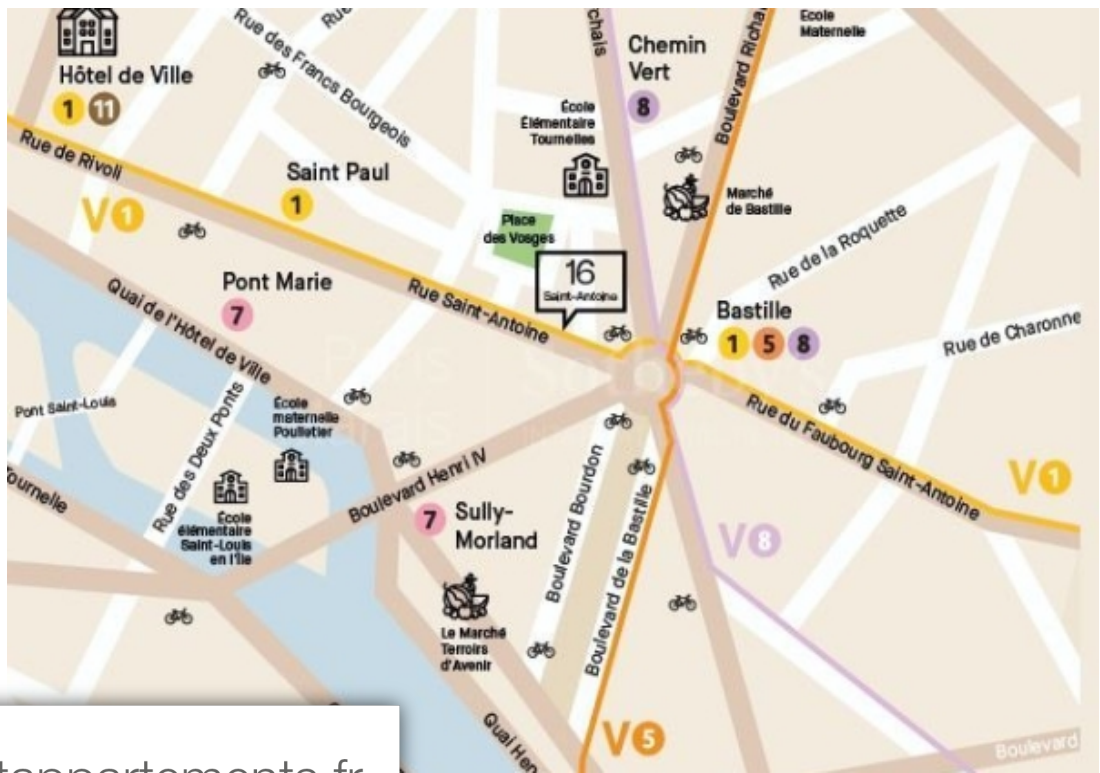 Hôtel de Ville
1 11
Rue de Rivoli
V1
Rue des Francs Bourgeois
Rue
Saint Paul
1
École
Élémentaire
Tournelles
Place
des Vosges
Chemin
Vert
8
Boulevard Richa
Ecole
Maternelle
Marché
de Bastille
Rue de la Roquette
16
Saint-Antoine
Rue Saint-Antoine
Bastille
1 5 8
Rue de Charonne
Pont Marie
7
Quai de l'Hôtel de Ville
Pont Saint-Louis
Rue des Deux Ponts
École
maternelle
Poulletier
École
élémentaire
Saint-Louis
en l'Île
Boulevard Henri IV
7
Sully-
Morland
Le Marché
Terroirs
d'Avenir
Boulevard Bourdon
Boulevard de la Bastille
Rue du Faubourg Saint-Antoine
V1
V8
V5
Boulevard